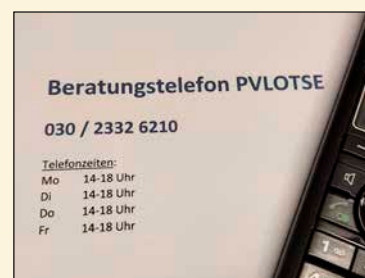 Beratungstelefon PVLOTSE
030 / 2332 6210
Telefonzeiten:
Mo 14-18 Uhr
Di 14-18 Uhr
Do 14-18 Uhr
Fr 14-18 Uhr
1